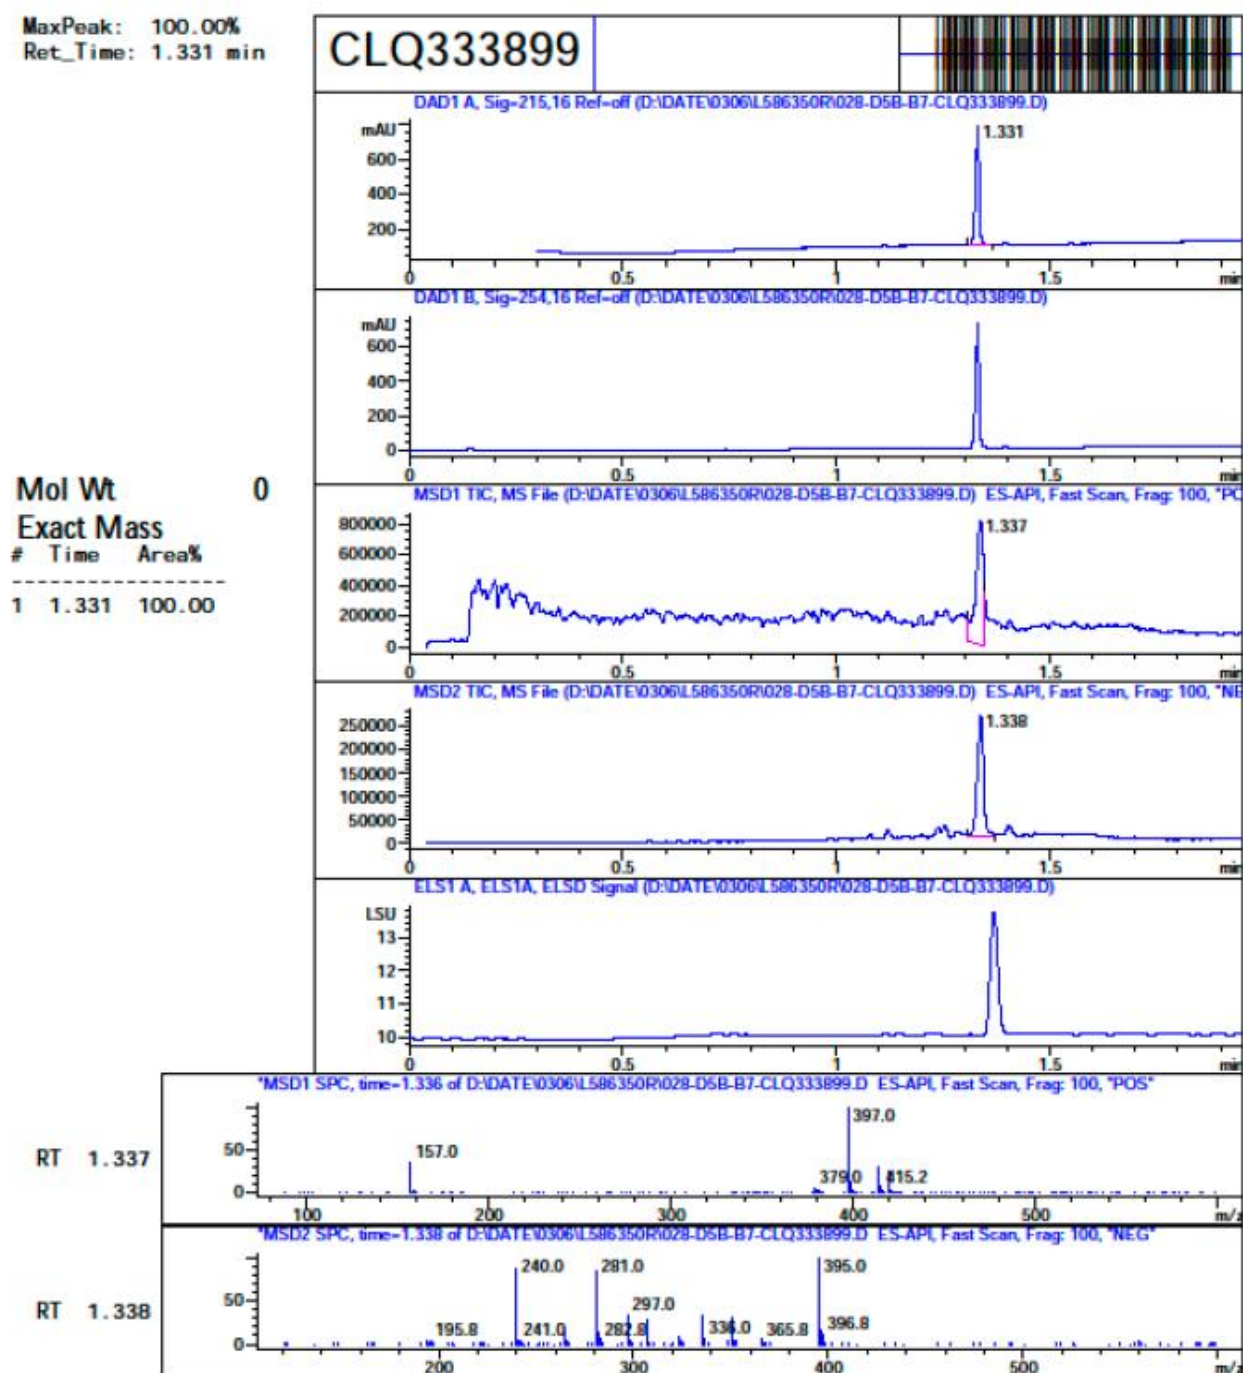 MaxPeak: 100.00%
Ret_Time: 1.331 min
CLQ333899
DAD1 A, Sig=215,16 Ref=off (D:\DATE\0306\L586350R\028-D5B-B7-CLQ333899.D)
mAU
600
400
200
1.331
0 0.5 1 1.5 min
DAD1 B, Sig=254,16 Ref=off (D:\DATE\0306\L586350R\028-D5B-B7-CLQ333899.D)
mAU
600
400
200
0
0 0.5 1 1.5 min
Mol Wt 0
Exact Mass
# Time Area%
-----------------
1 1.331 100.00
MSD1 TIC, MS File (D:\DATE\0306\L586350R\028-D5B-B7-CLQ333899.D) ES-API, Fast Scan, Frag: 100, "PO
800000
600000
400000
200000
0
1.337
0 0.5 1 1.5 min
MSD2 TIC, MS File (D:\DATE\0306\L586350R\028-D5B-B7-CLQ333899.D) ES-API, Fast Scan, Frag: 100, "NE
250000
200000
150000
100000
50000
0
1.338
0 0.5 1 1.5 min
ELS1 A, ELS1A, ELSD Signal (D:\DATE\0306\L586350R\028-D5B-B7-CLQ333899.D)
LSU
13
12
11
10
0 0.5 1 1.5 min
*MSD1 SPC, time=1.336 of D:\DATE\0306\L586350R\028-D5B-B7-CLQ333899.D ES-API, Fast Scan, Frag: 100, "POS"
RT 1.337
50
0
157.0
397.0
379.0
415.2
100 200 300 400 500 m/z
*MSD2 SPC, time=1.338 of D:\DATE\0306\L586350R\028-D5B-B7-CLQ333899.D ES-API, Fast Scan, Frag: 100, "NEG"
RT 1.338
50
0
240.0
281.0
395.0
297.0
195.8
241.0
282.8
336.0
365.8
396.8
200 300 400 500 m/z